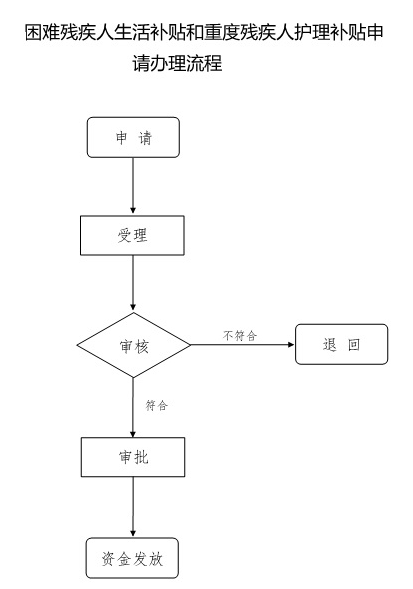 困难残疾人生活补贴和重度残疾人护理补贴申
请办理流程
申 请
受理
审核
不符合
退 回
符合
审批
资金发放